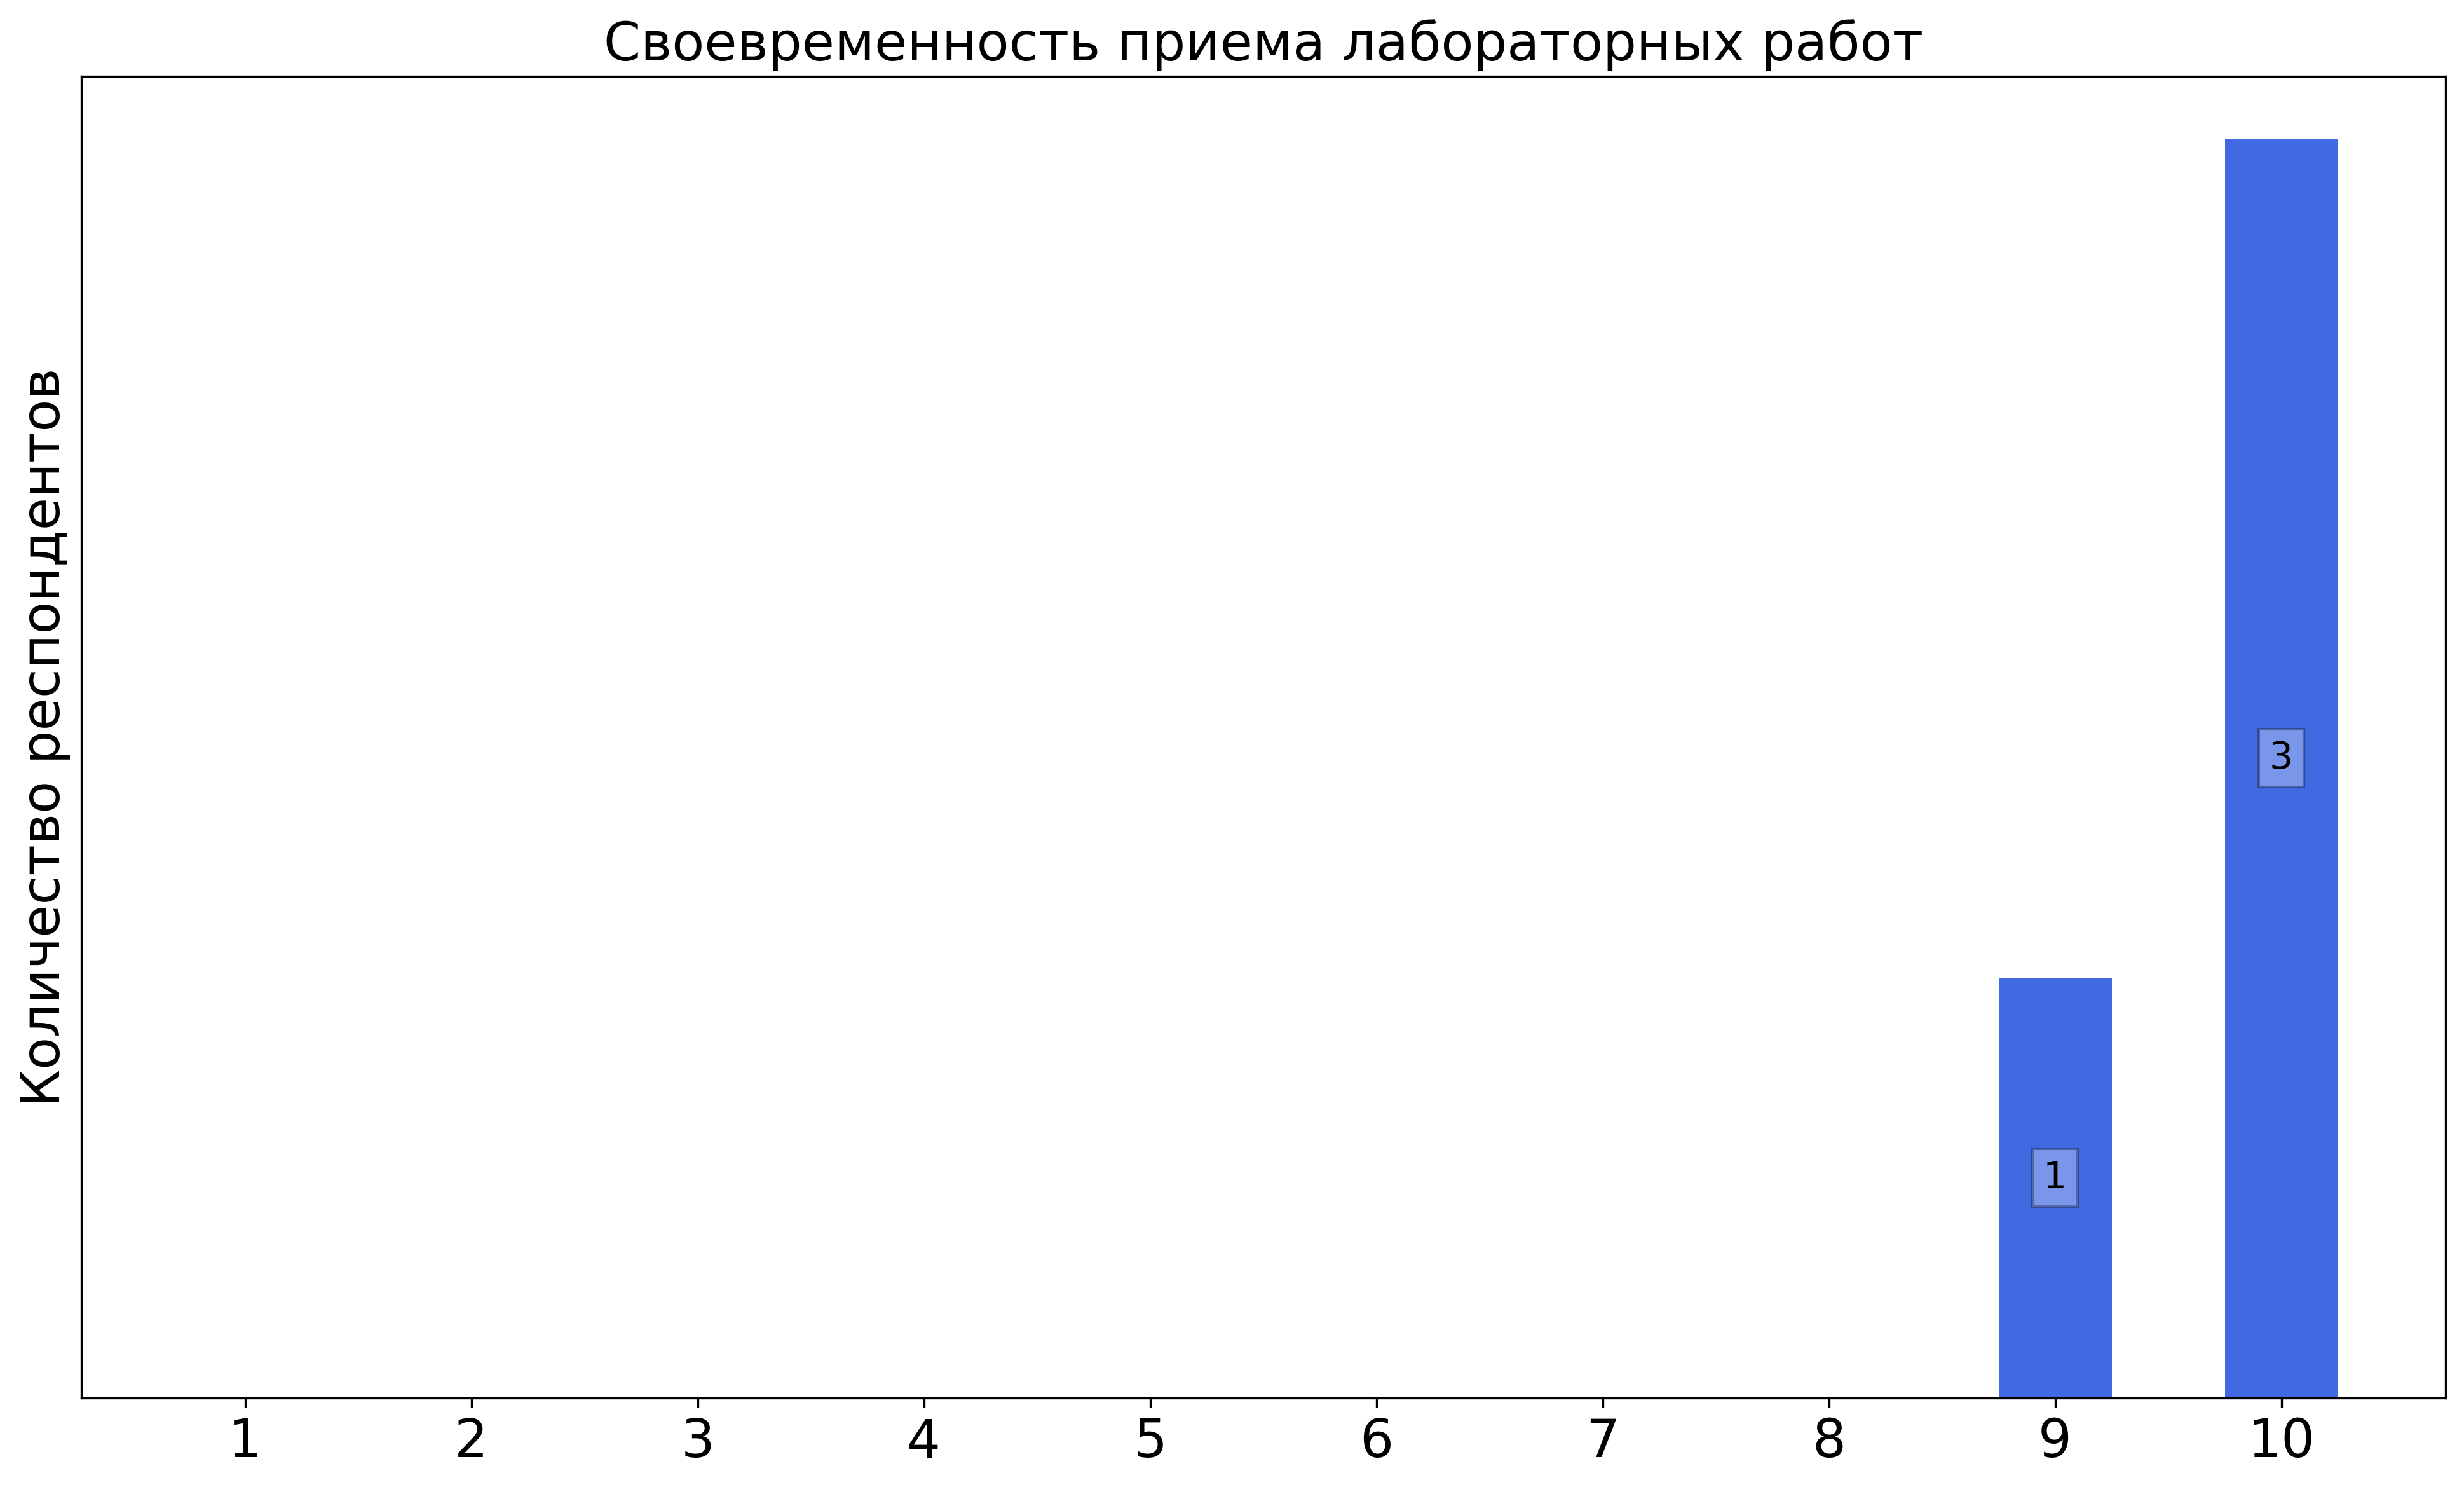 Своевременность приема лабораторных работ
Количество респондентов
3
1
1 2 3 4 5 6 7 8 9 10